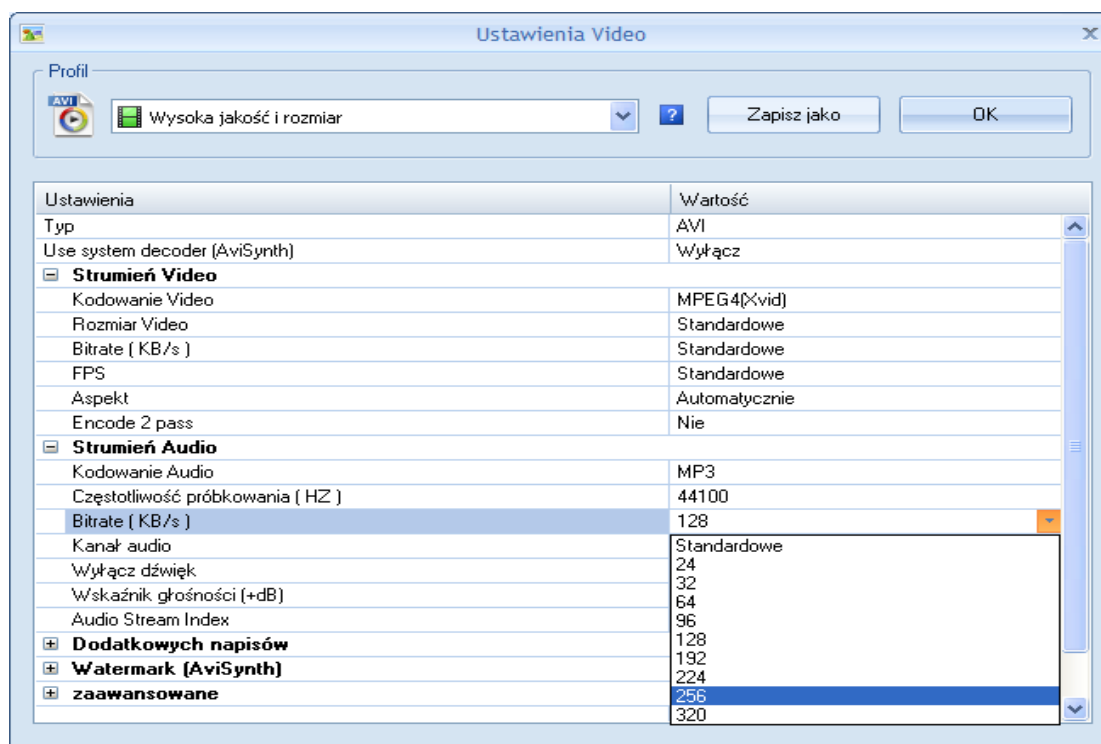 Ustawienia Video
Profil
AVI
Wysoka jakość i rozmiar
?
Zapisz jako
OK
Ustawienia Wartość
Typ AVI
Use system decoder (AviSynth) Wyłącz
Strumień Video
Kodowanie Video MPEG4(Xvid)
Rozmiar Video Standardowe
Bitrate ( KB/s ) Standardowe
FPS Standardowe
Aspekt Automatycznie
Encode 2 pass Nie
Strumień Audio
Kodowanie Audio MP3
Częstotliwość próbkowania ( HZ ) 44100
Bitrate ( KB/s ) 128
Kanał audio
Wyłącz dźwięk
Wskaźnik głośności (+dB)
Audio Stream Index
Dodatkowych napisów
Watermark (AviSynth)
zaawansowane
Standardowe
24
32
64
96
128
192
224
256
320